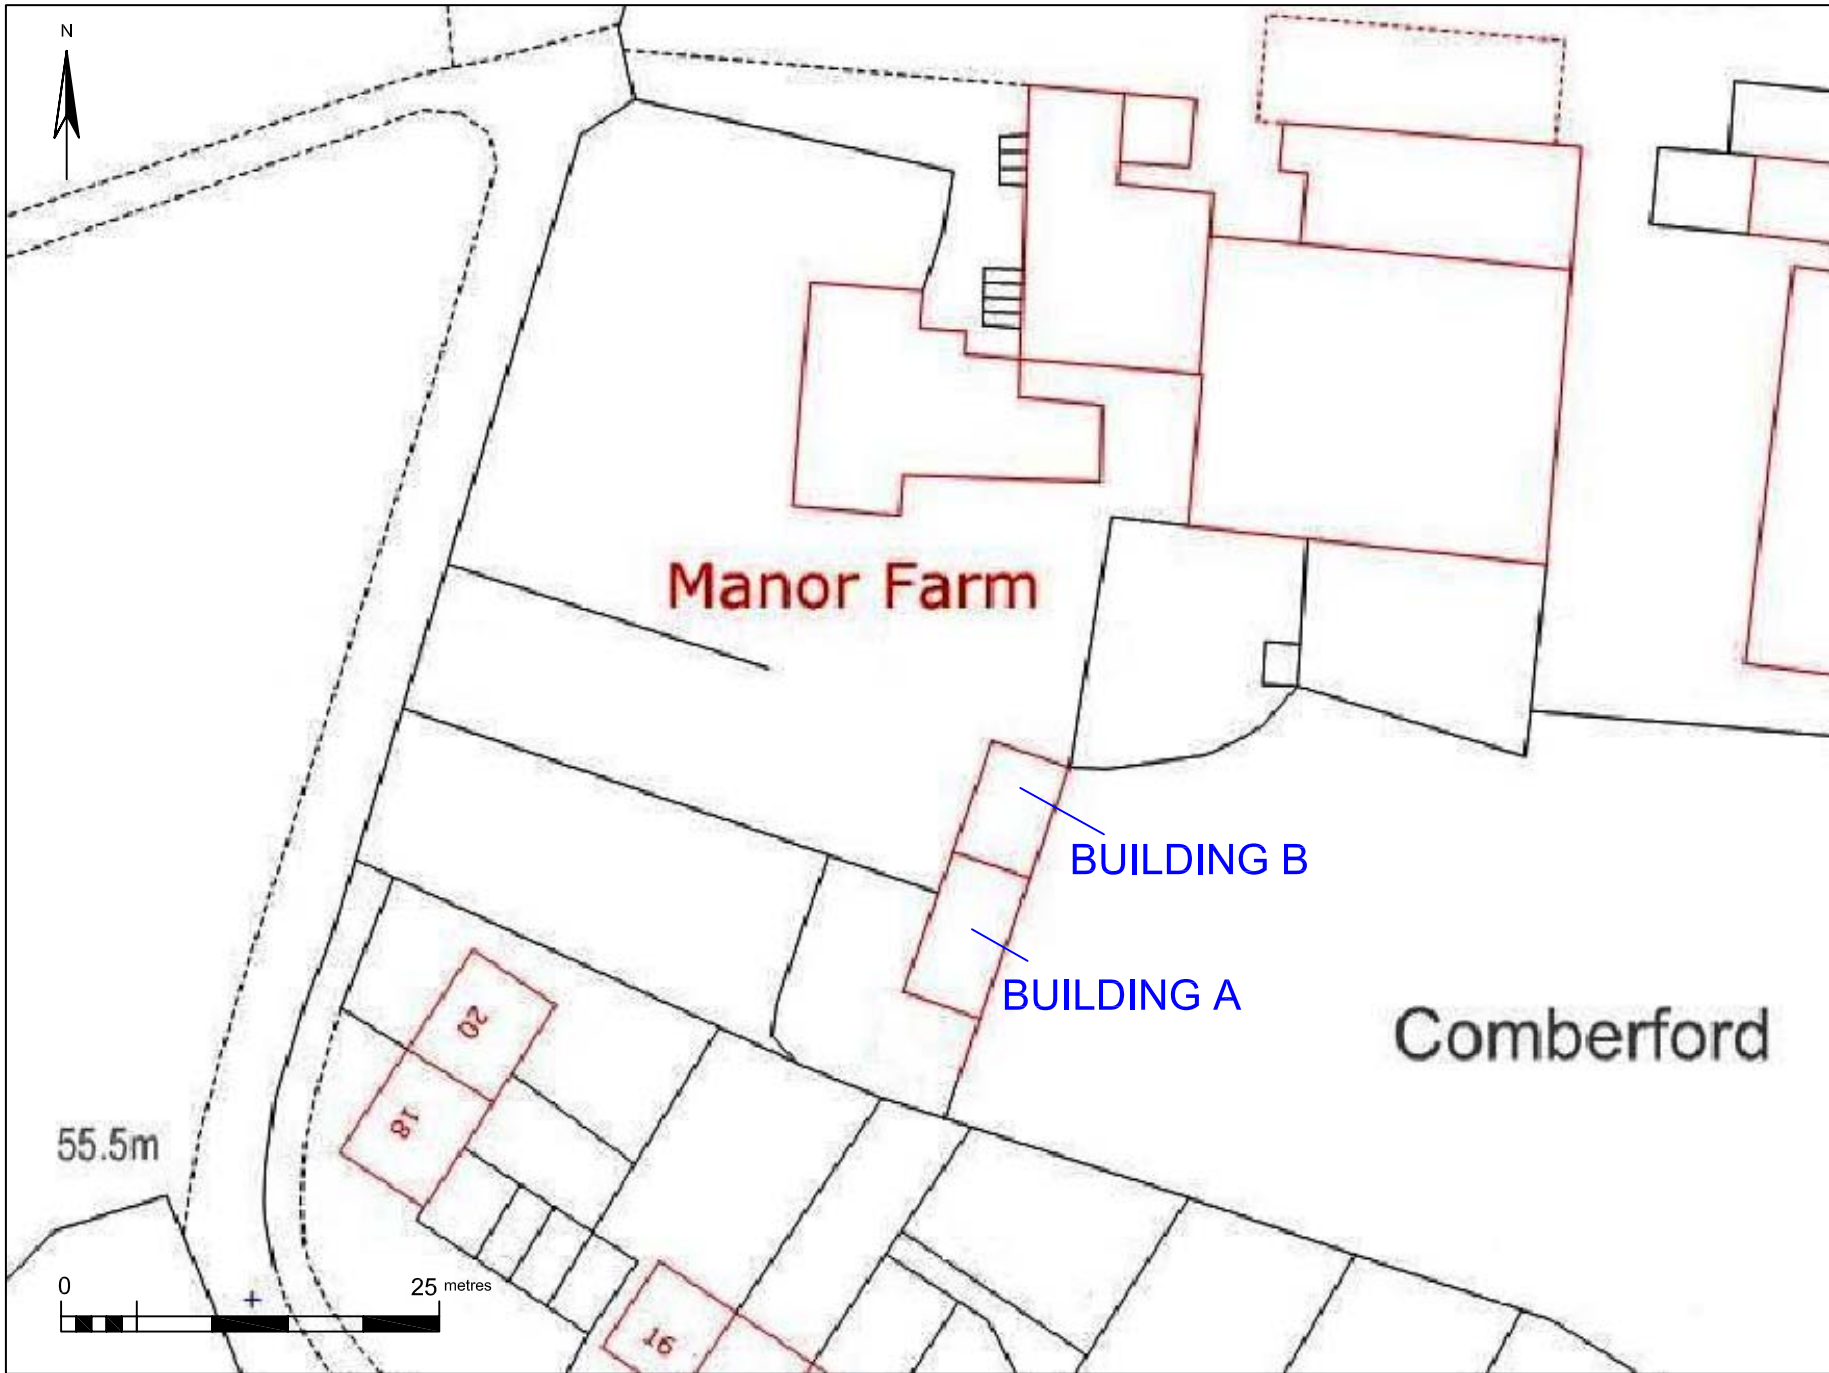 N
Manor Farm
BUILDING B
BUILDING A
Comberford
20
18
55.5m
0 25 metres
16